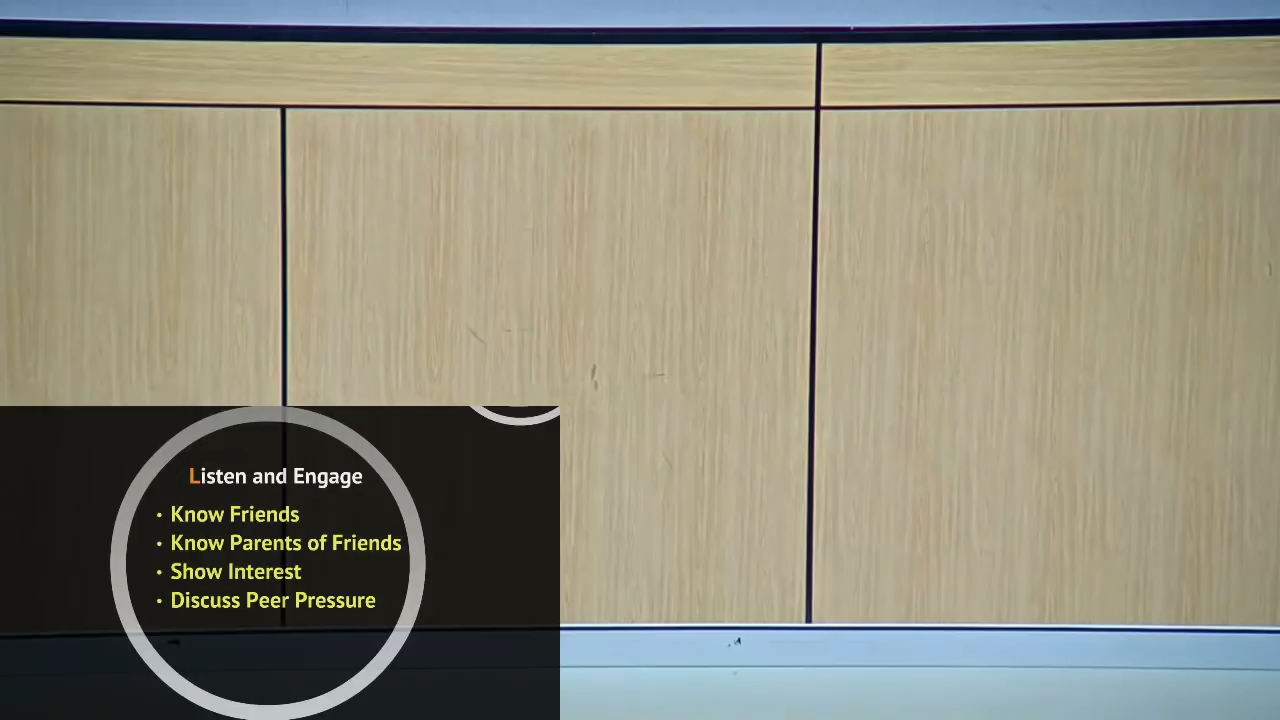 Listen and Engage
• Know Friends
• Know Parents of Friends
• Show Interest
• Discuss Peer Pressure